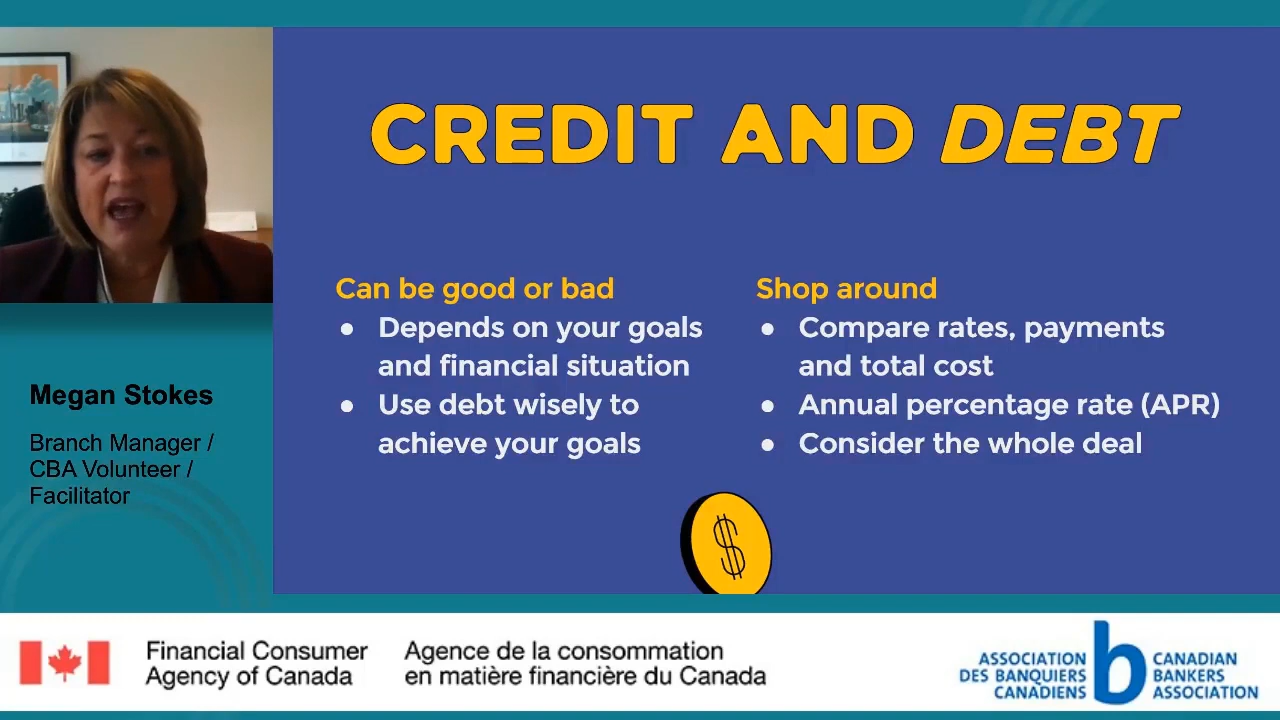 CREDIT AND DEBT
Can be good or bad
● Depends on your goals
and financial situation
● Use debt wisely to
achieve your goals
Shop around
● Compare rates, payments
and total cost
● Annual percentage rate (APR)
● Consider the whole deal
$
Megan Stokes
Branch Manager /
CBA Volunteer /
Facilitator
Financial Consumer
Agency of Canada
Agence de la consommation
en matière financière du Canada
ASSOCIATION
DES BANQUIERS
CANADIENS
b
CANADIAN
BANKERS
ASSOCIATION